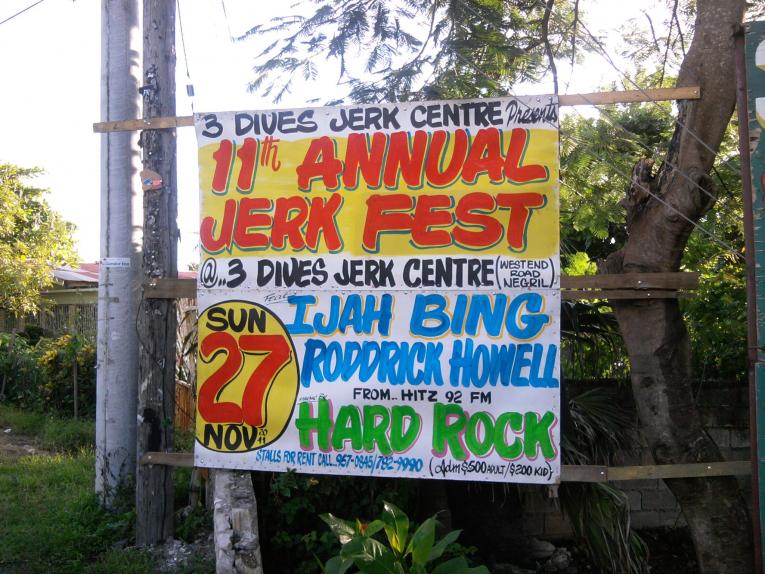 3 DIVES JERK CENTRE Presents
11th ANNUAL
JERK FEST
@..3 DIVES JERK CENTRE (WESTEND ROAD NEGRIL)
IJAH BING
RODDRICK HOWELL
FROM.. HITZ 92 FM
HARD ROCK
SUN
27
NOV 2011
STALLS FOR RENT CALL..957-0845/782-9990 (Adm $500 ADULT/$200 KID)